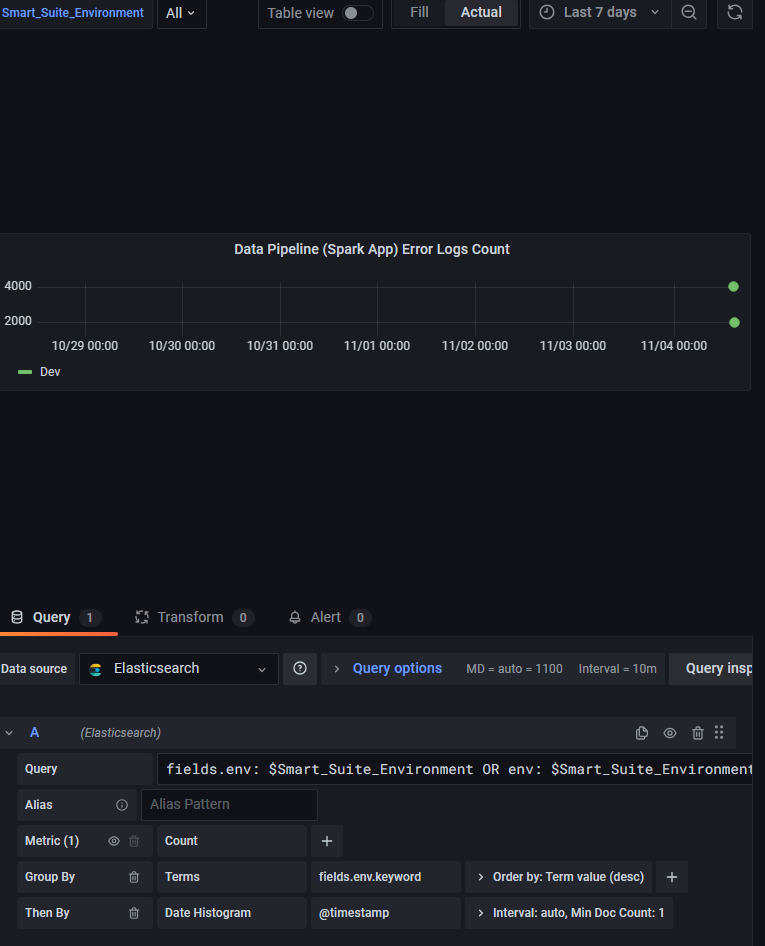 Smart_Suite_Environment All Table view Fill Actual Last 7 days
Data Pipeline (Spark App) Error Logs Count
4000
2000
10/29 00:00 10/30 00:00 10/31 00:00 11/01 00:00 11/02 00:00 11/03 00:00 11/04 00:00
Dev
Query 1 Transform 0 Alert 0
Data source Elasticsearch Query options MD = auto = 1100 Interval = 10m Query insp
A (Elasticsearch)
Query fields.env: $Smart_Suite_Environment OR env: $Smart_Suite_Environment
Alias Alias Pattern
Metric (1) Count
Group By Terms fields.env.keyword Order by: Term value (desc)
Then By Date Histogram @timestamp Interval: auto, Min Doc Count: 1